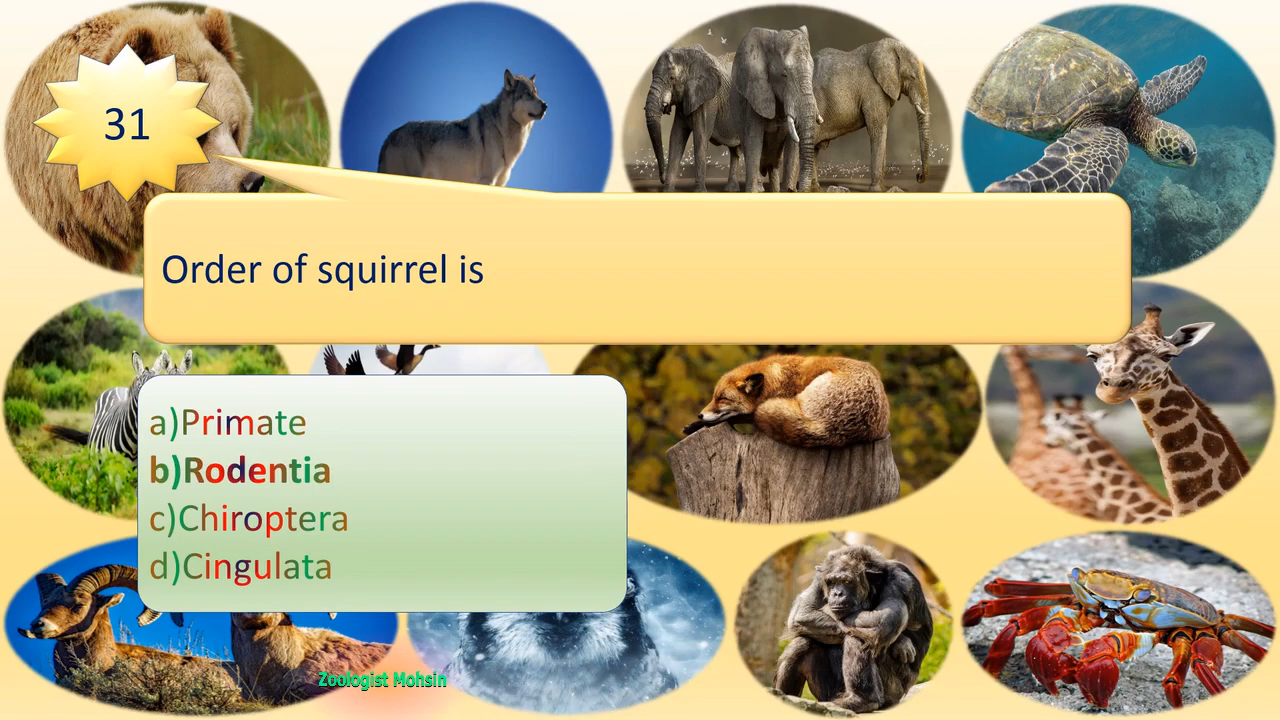 31
Order of squirrel is
a)Primate
b)Rodentia
c)Chiroptera
d)Cingulata
Zoologist Mohsin